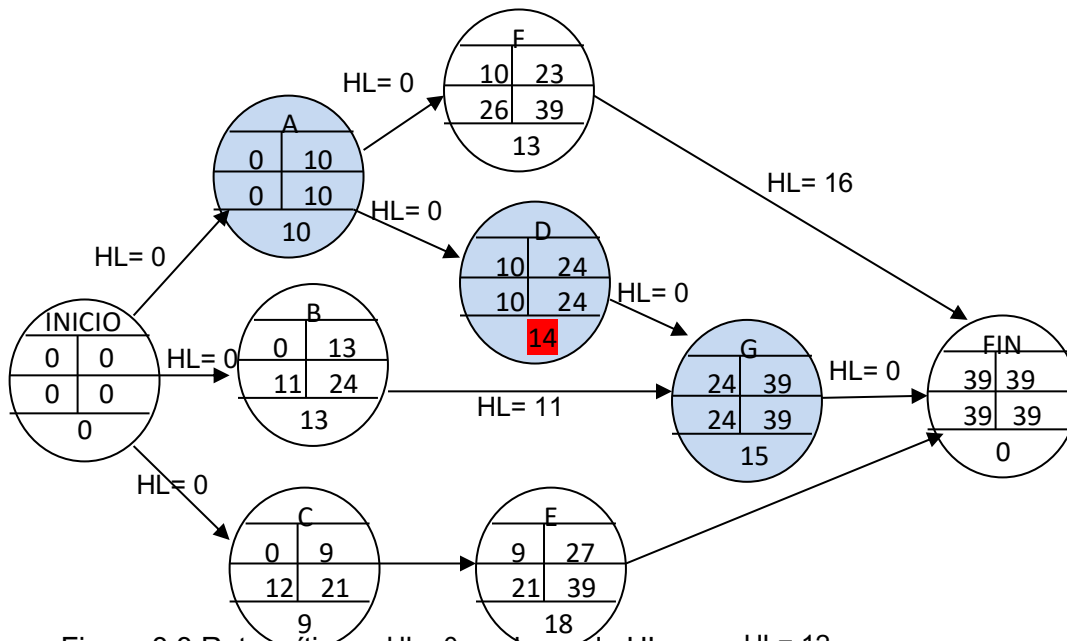 F
10 23
26 39
13
HL= 0
HL= 16
A
0 10
0 10
10
HL= 0
D
10 24
10 24
14
HL= 0
HL= 0
INICIO
0 0
0 0
0
HL= 0
B
0 13
11 24
13
HL= 11
G
24 39
24 39
15
HL= 0
FIN
39 39
39 39
0
HL= 0
C
0 9
12 21
9
E
9 27
21 39
18
HL= 12